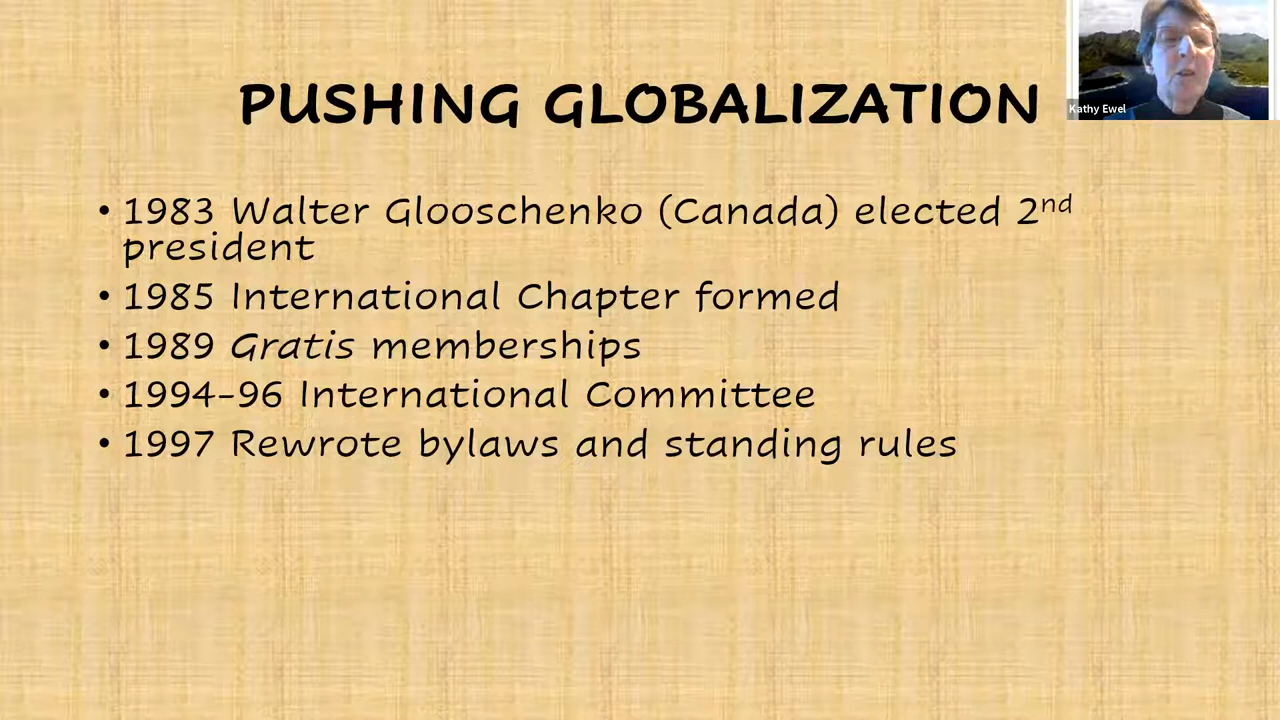 PUSHING GLOBALIZATION
Kathy Ewel
• 1983 Walter Glooschenko (Canada) elected 2nd
president
• 1985 International Chapter formed
• 1989 Gratis memberships
• 1994-96 International Committee
• 1997 Rewrote bylaws and standing rules